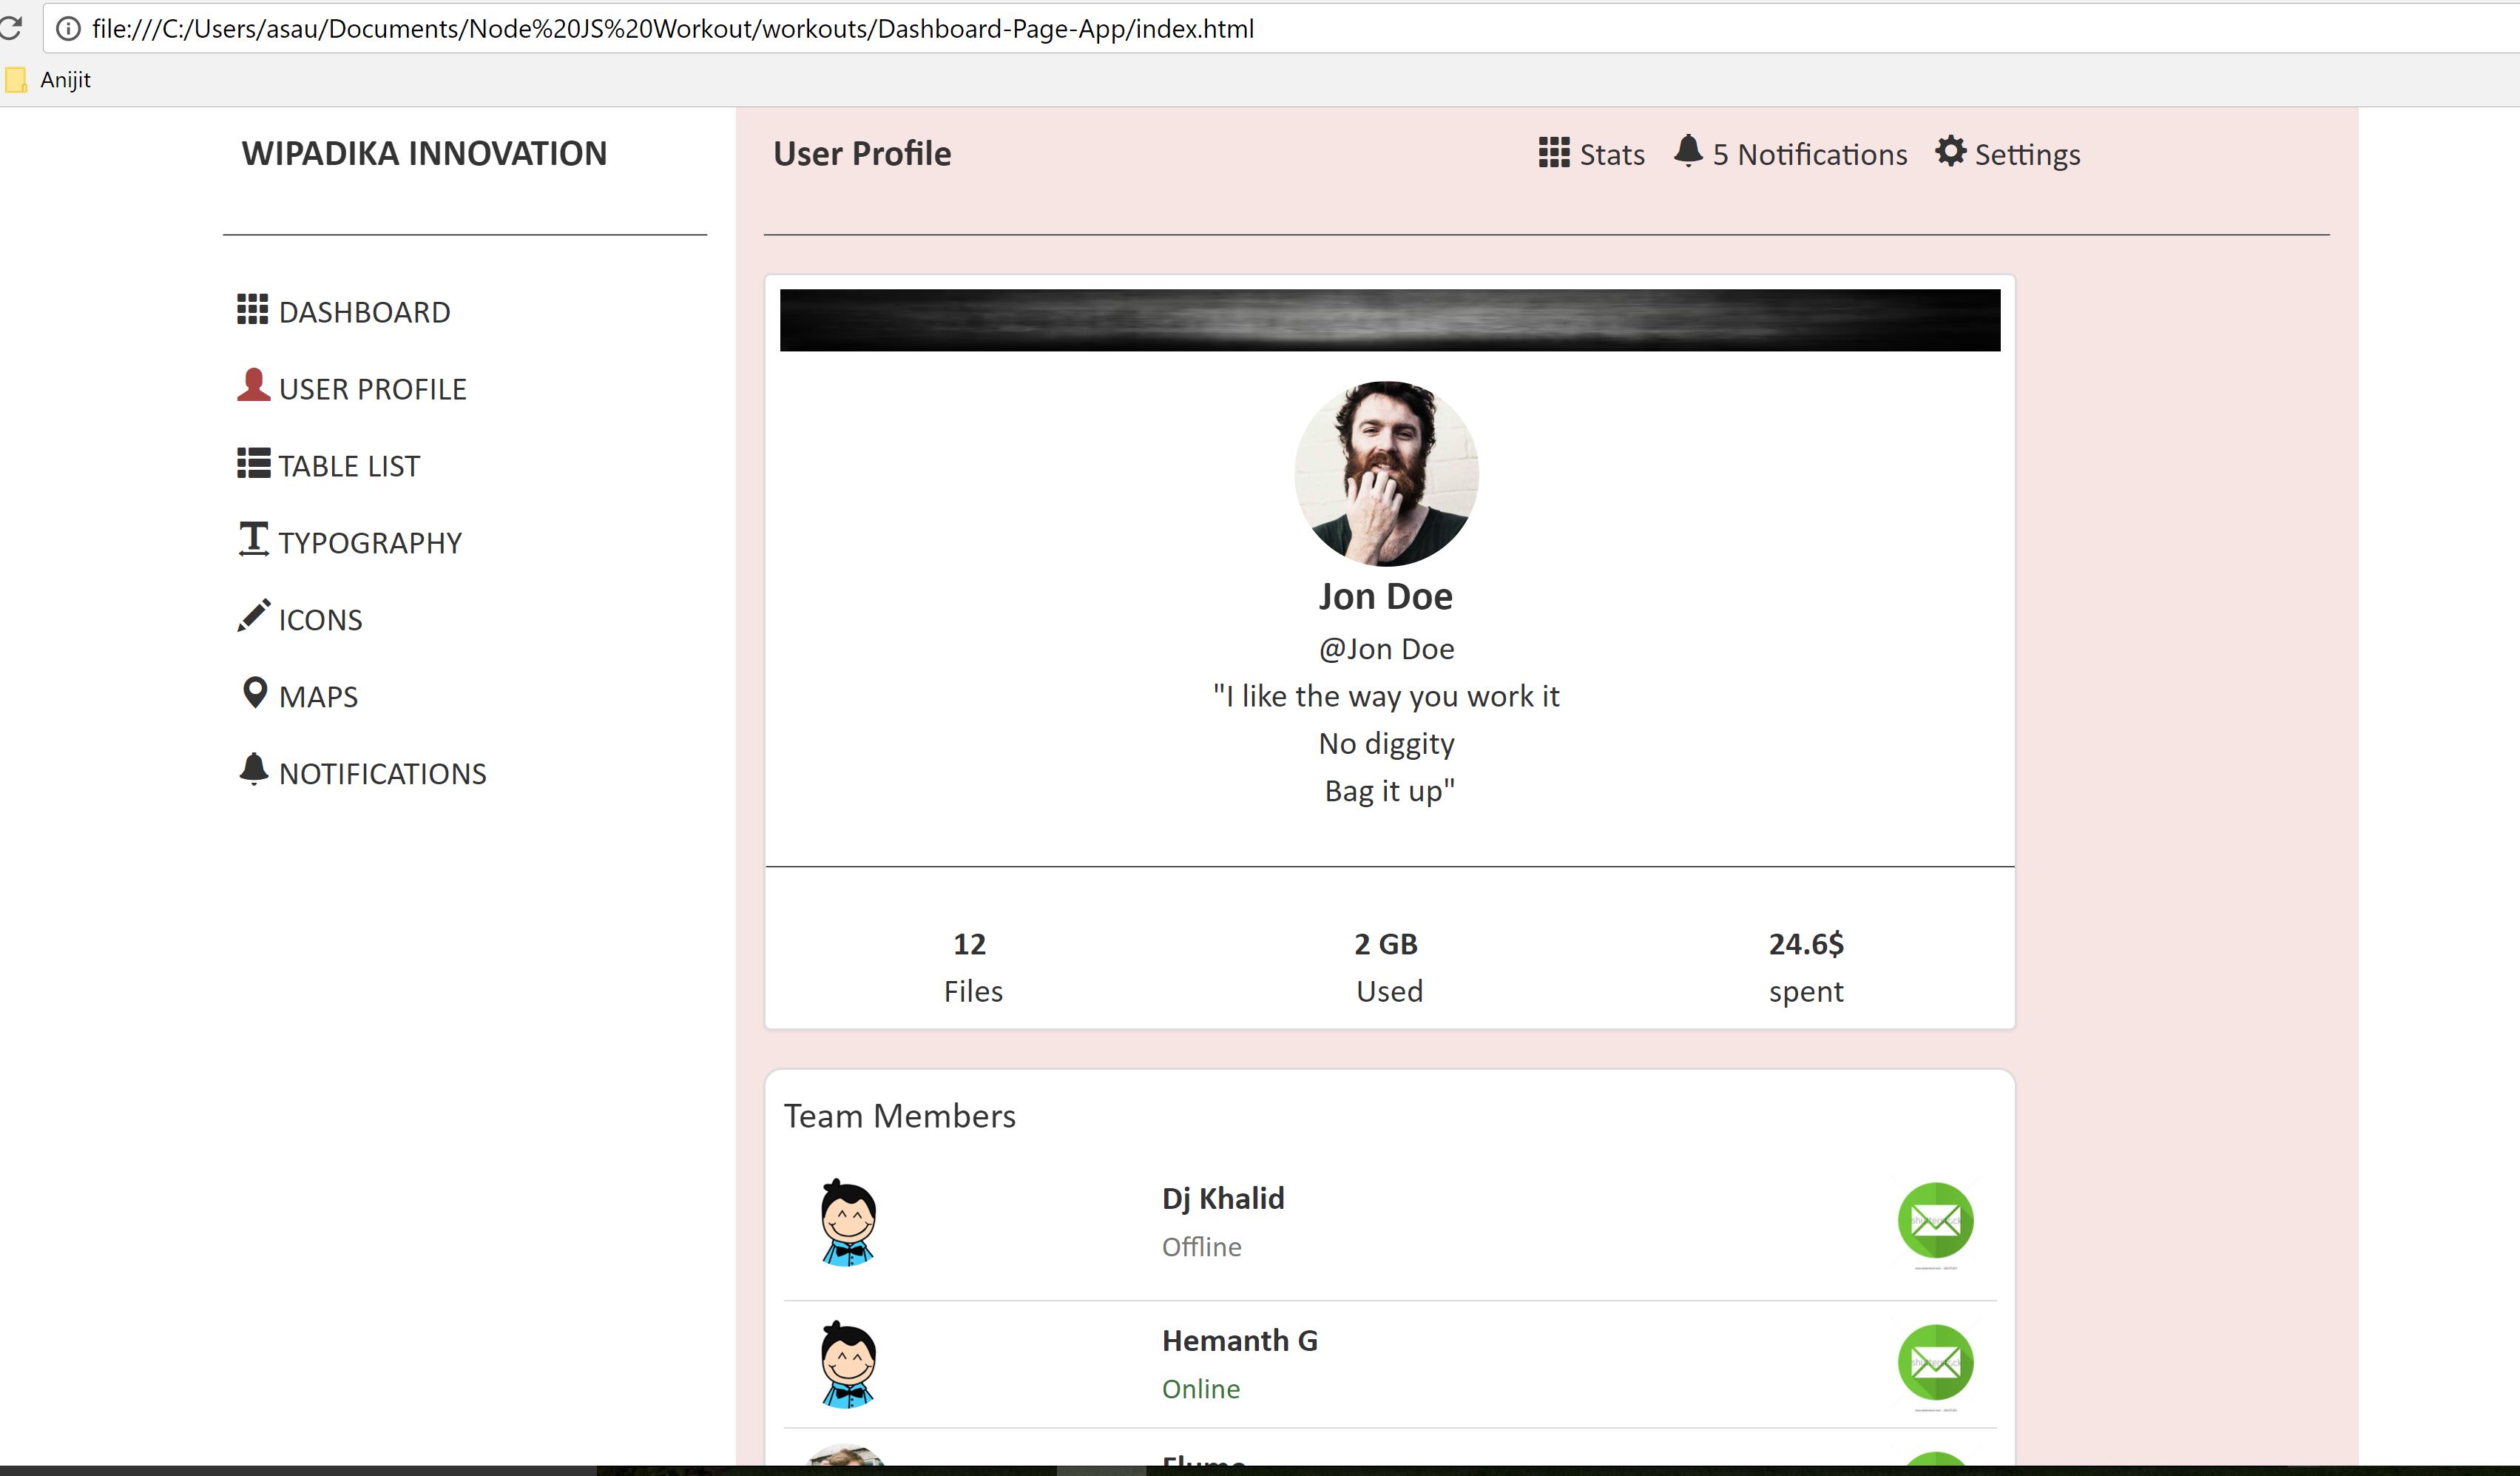 file:///C:/Users/asau/Documents/Node%20JS%20Workout/workouts/Dashboard-Page-App/index.html
Anijit
WIPADIKA INNOVATION
DASHBOARD
USER PROFILE
TABLE LIST
TYPOGRAPHY
ICONS
MAPS
NOTIFICATIONS
User Profile
Stats
5 Notifications
Settings
Jon Doe
@Jon Doe
"I like the way you work it
No diggity
Bag it up"
12
Files
2 GB
Used
24.6$
spent
Team Members
Dj Khalid
Offline
Hemanth G
Online